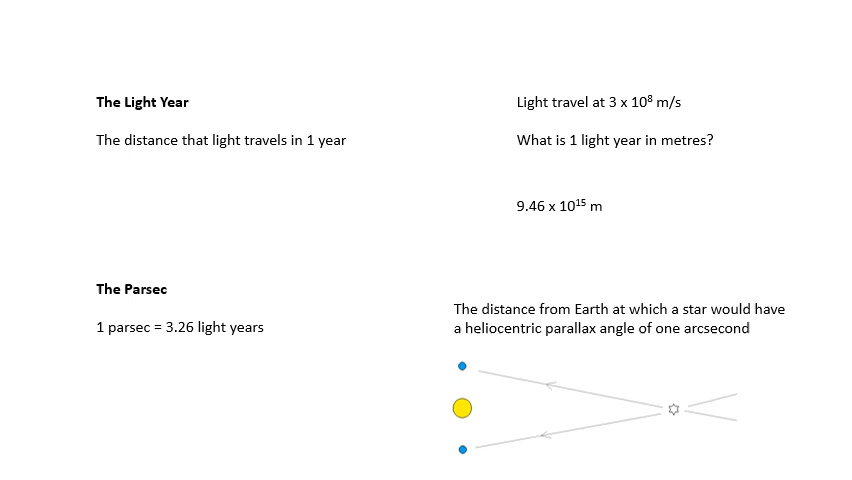 The Light Year
The distance that light travels in 1 year
Light travel at 3 x 10⁸ m/s
What is 1 light year in metres?
9.46 x 10¹⁵ m
The Parsec
1 parsec = 3.26 light years
The distance from Earth at which a star would have
a heliocentric parallax angle of one arcsecond